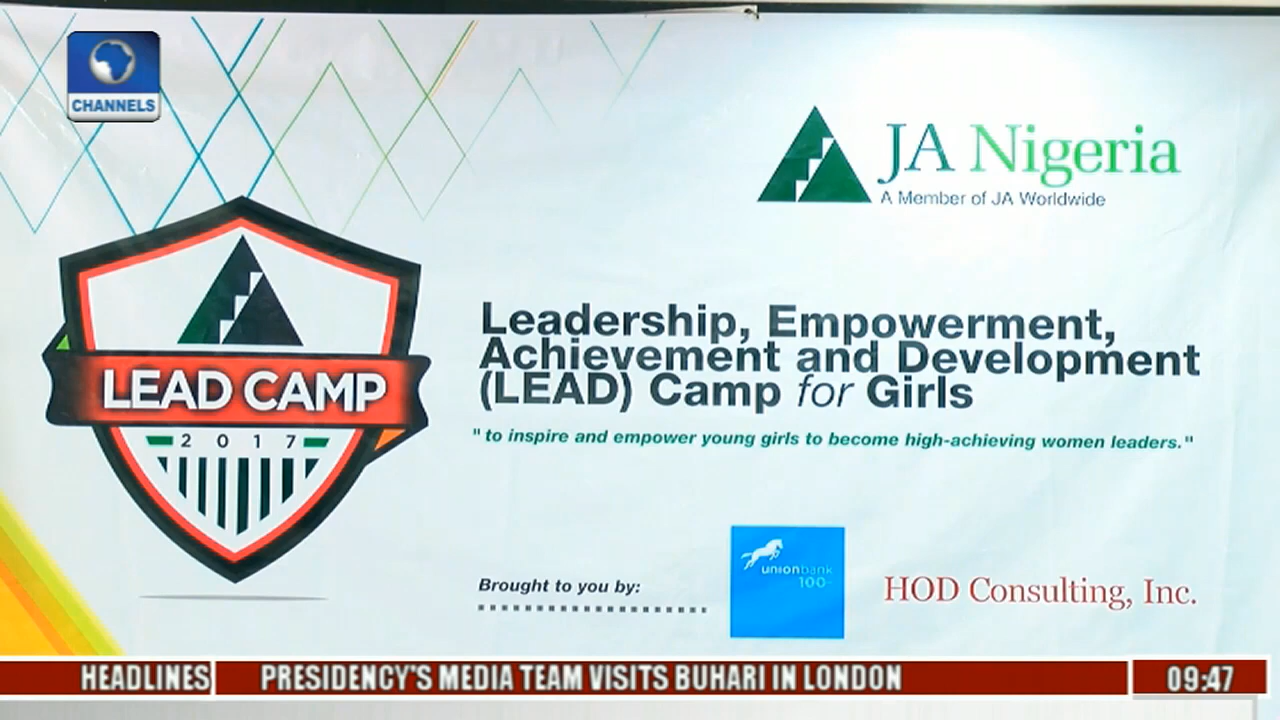 CHANNELS
JA Nigeria
A Member of JA Worldwide
LEAD CAMP
2017
Leadership, Empowerment,
Achievement and Development
(LEAD) Camp for Girls
"to inspire and empower young girls to become high-achieving women leaders."
Brought to you by:
unionbank
100
HOD Consulting, Inc.
HEADLINES PRESIDENCY'S MEDIA TEAM VISITS BUHARI IN LONDON 09:47